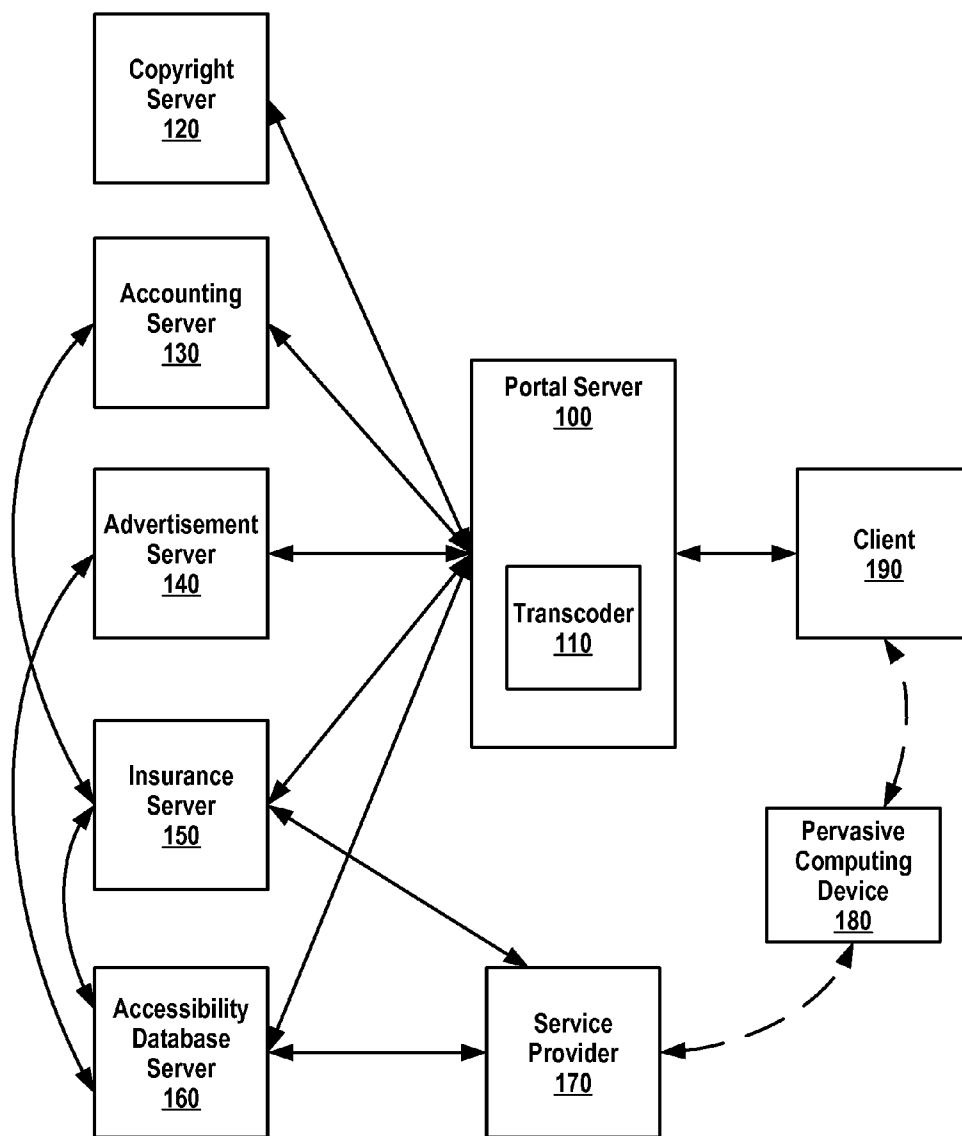 Copyright
Server
120
Accounting
Server
130
Advertisement
Server
140
Insurance
Server
150
Accessibility
Database
Server
160
Portal Server
100
Transcoder
110
Service
Provider
170
Client
190
Pervasive
Computing
Device
180